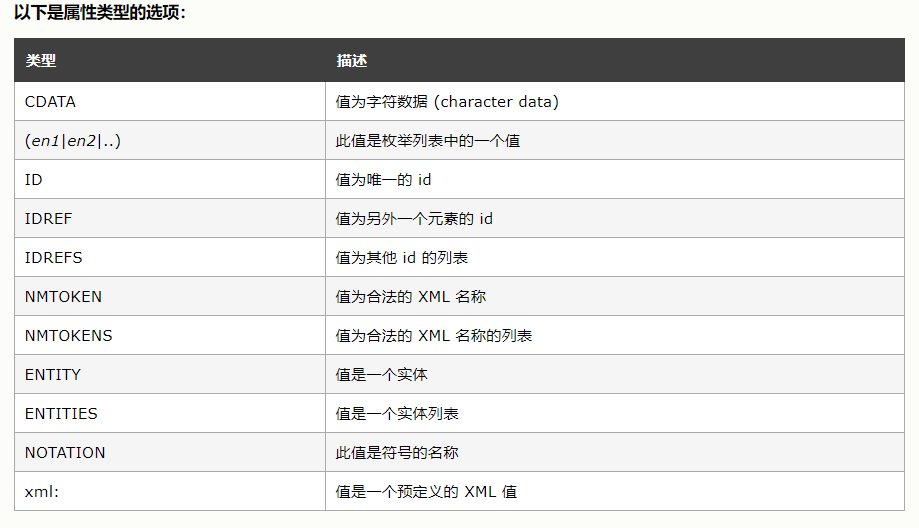 以下是属性类型的选项：
类型 描述
CDATA 值为字符数据 (character data)
(en1|en2|..) 此值是枚举列表中的一个值
ID 值为唯一的 id
IDREF 值为另外一个元素的 id
IDREFS 值为其他 id 的列表
NMTOKEN 值为合法的 XML 名称
NMTOKENS 值为合法的 XML 名称的列表
ENTITY 值是一个实体
ENTITIES 值是一个实体列表
NOTATION 此值是符号的名称
xml: 值是一个预定义的 XML 值